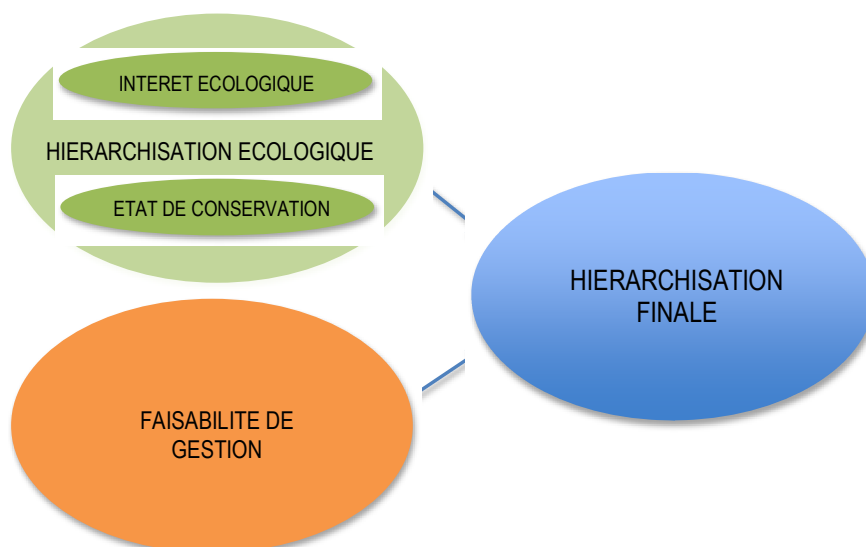 INTERET ECOLOGIQUE
HIERARCHISATION ECOLOGIQUE
ETAT DE CONSERVATION
HIERARCHISATION
FINALE
FAISABILITE DE
GESTION